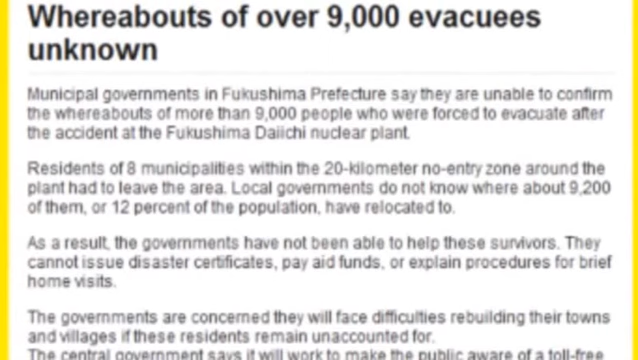 Whereabouts of over 9,000 evacuees
unknown
Municipal governments in Fukushima Prefecture say they are unable to confirm
the whereabouts of more than 9,000 people who were forced to evacuate after
the accident at the Fukushima Daiichi nuclear plant.
Residents of 8 municipalities within the 20-kilometer no-entry zone around the
plant had to leave the area. Local governments do not know where about 9,200
of them, or 12 percent of the population, have relocated to.
As a result, the governments have not been able to help these survivors. They
cannot issue disaster certificates, pay aid funds, or explain procedures for brief
home visits.
The governments are concerned they will face difficulties rebuilding their towns
and villages if these residents remain unaccounted for.
The central government says it will work to make the public aware of a toll-free